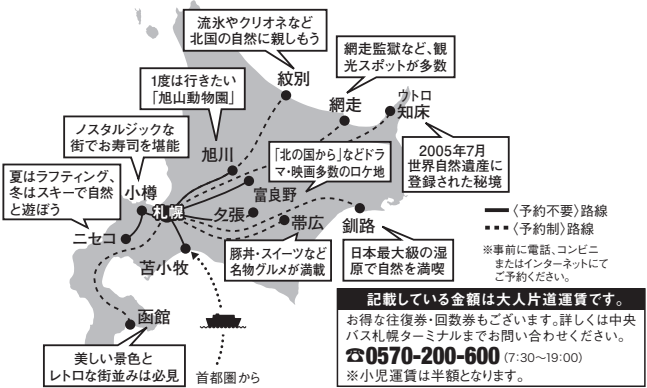 流氷やクリオネなど
北国の自然に親しもう
網走監獄など、観
光スポットが多数
1度は行きたい
「旭山動物園」
紋別
網走
ウトロ
知床
ノスタルジックな
街でお寿司を堪能
旭川
「北の国から」などドラ
マ・映画多数のロケ地
2005年7月
世界自然遺産に
登録された秘境
夏はラフティング、
冬はスキーで自然
と遊ぼう
小樽
札幌
富良野
夕張
帯広
釧路
ニセコ
苫小牧
豚丼・スイーツなど
名物グルメが満載
日本最大級の湿
原で自然を満喫
〈予約不要〉路線
〈予約制〉路線
※事前に電話、コンビニ
またはインターネットにて
ご予約ください。
函館
美しい景色と
レトロな街並みは必見
首都圏から
記載している金額は大人片道運賃です。
お得な往復券・回数券もございます。詳しくは中央
バス札幌ターミナルまでお問い合わせください。
☎0570-200-600(7:30〜19:00)
※小児運賃は半額となります。